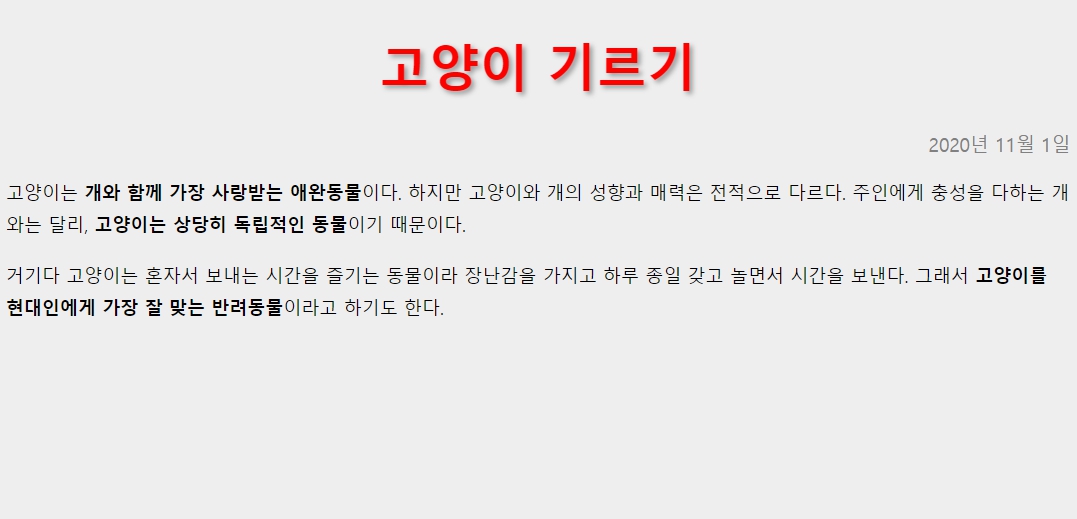 고양이 기르기
2020년 11월 1일
고양이는 개와 함께 가장 사랑받는 애완동물이다. 하지만 고양이와 개의 성향과 매력은 전적으로 다르다. 주인에게 충성을 다하는 개
와는 달리, 고양이는 상당히 독립적인 동물이기 때문이다.
거기다 고양이는 혼자서 보내는 시간을 즐기는 동물이라 장난감을 가지고 하루 종일 갖고 놀면서 시간을 보낸다. 그래서 고양이를
현대인에게 가장 잘 맞는 반려동물이라고 하기도 한다.